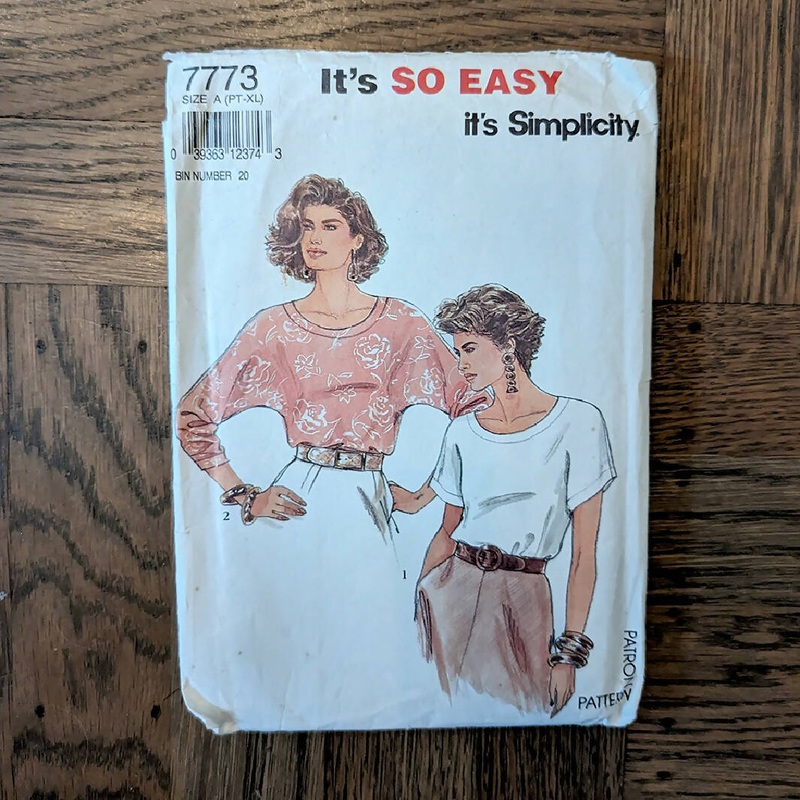 7773
SIZE A (PT-XL)
0 39363 12374 3
BIN NUMBER 20
It's SO EASY
it's Simplicity
2
1
PATRON
PATTERN